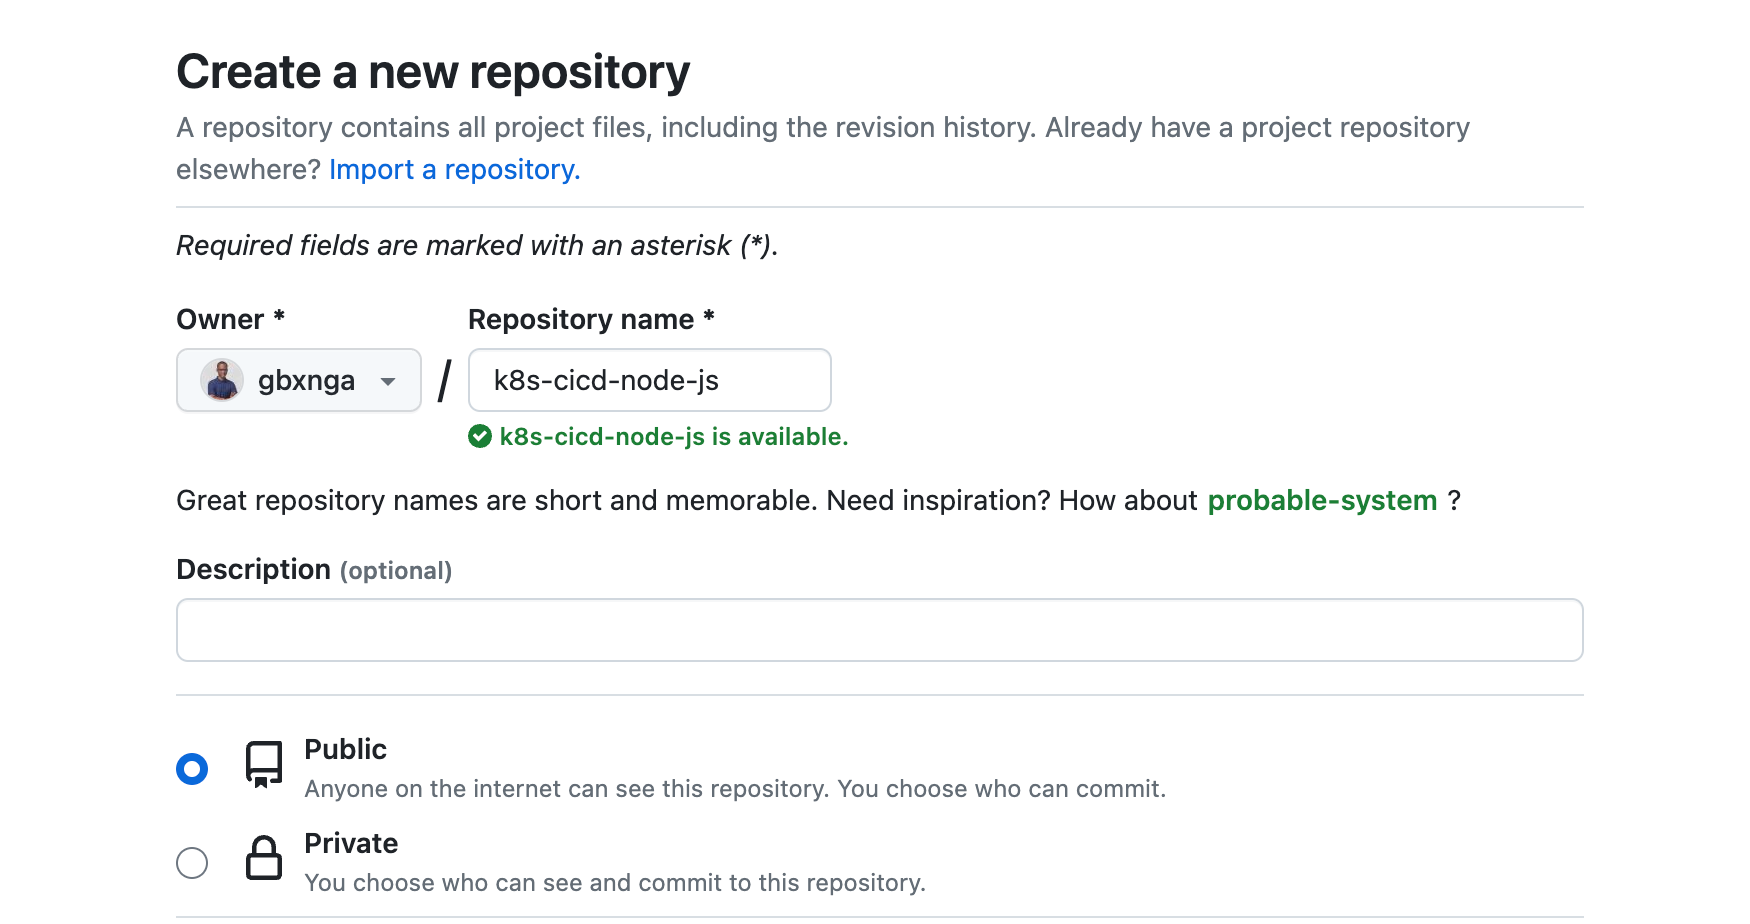 Create a new repository
A repository contains all project files, including the revision history. Already have a project repository
elsewhere? Import a repository.
Required fields are marked with an asterisk (*).
Owner * Repository name *
gbxnga / k8s-cicd-node-js
k8s-cicd-node-js is available.
Great repository names are short and memorable. Need inspiration? How about probable-system ?
Description (optional)
Public
Anyone on the internet can see this repository. You choose who can commit.
Private
You choose who can see and commit to this repository.